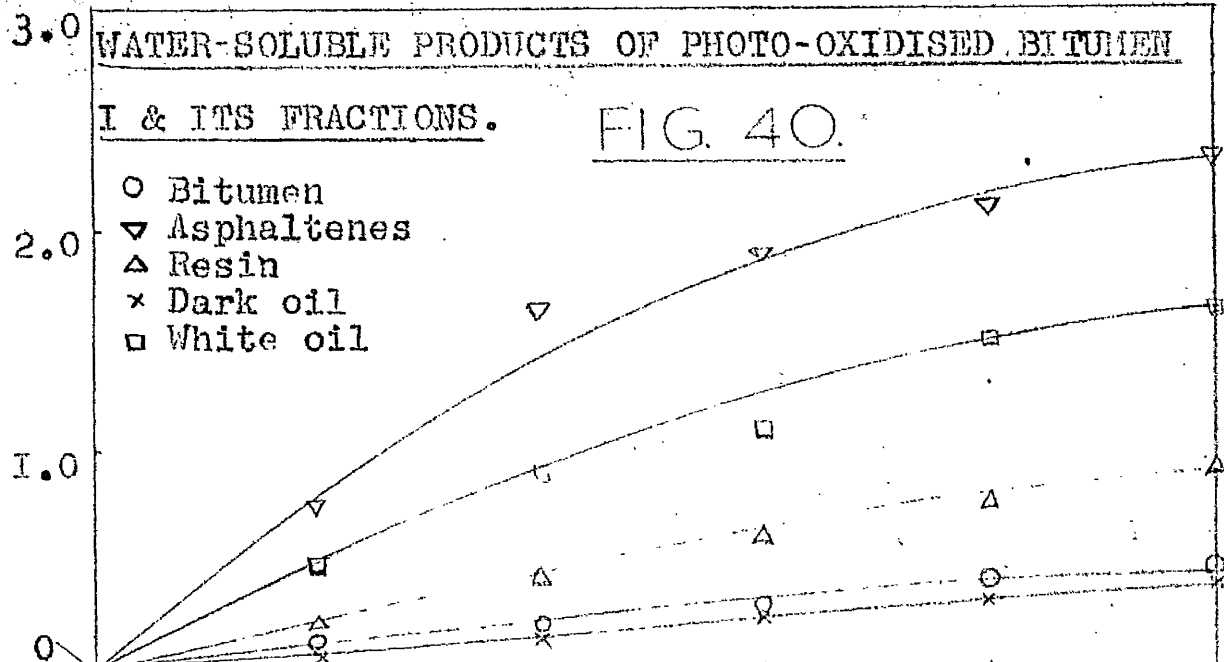 3.0
WATER-SOLUBLE PRODUCTS OF PHOTO-OXIDISED BITUMEN
I & ITS FRACTIONS.
FIG. 40.
Bitumen
Asphaltenes
2.0
Resin
Dark oil
White oil
I.0
0